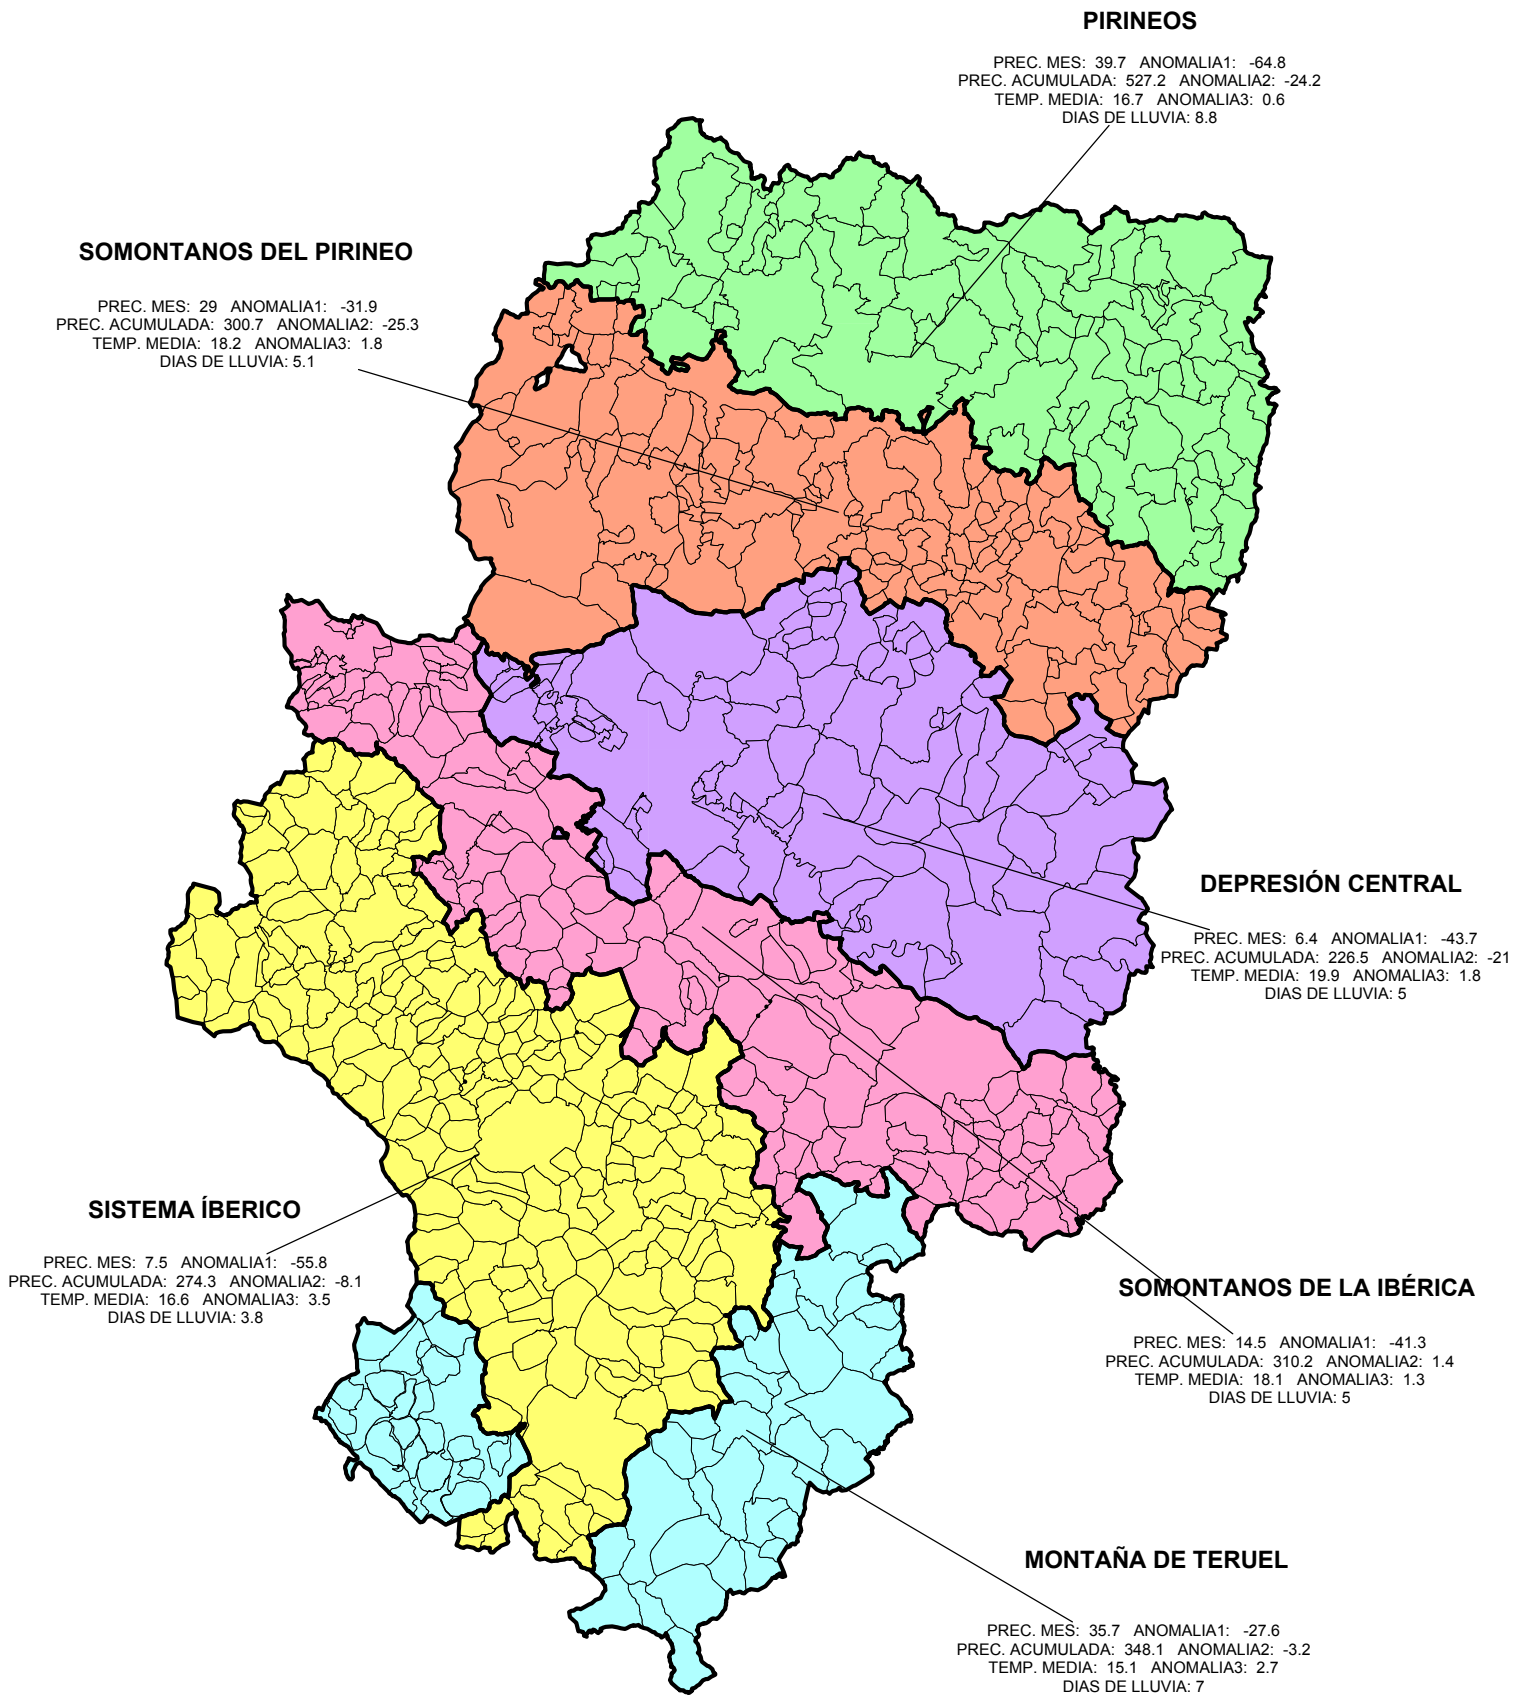 PIRINEOS
PREC. MES: 39.7 ANOMALIA1: -64.8
PREC. ACUMULADA: 527.2 ANOMALIA2: -24.2
TEMP. MEDIA: 16.7 ANOMALIA3: 0.6
DIAS DE LLUVIA: 8.8
SOMONTANOS DEL PIRINEO
PREC. MES: 29 ANOMALIA1: -31.9
PREC. ACUMULADA: 300.7 ANOMALIA2: -25.3
TEMP. MEDIA: 18.2 ANOMALIA3: 1.8
DIAS DE LLUVIA: 5.1
DEPRESIÓN CENTRAL
PREC. MES: 6.4 ANOMALIA1: -43.7
PREC. ACUMULADA: 226.5 ANOMALIA2: -21
TEMP. MEDIA: 19.9 ANOMALIA3: 1.8
DIAS DE LLUVIA: 5
SISTEMA ÍBERICO
PREC. MES: 7.5 ANOMALIA1: -55.8
PREC. ACUMULADA: 274.3 ANOMALIA2: -8.1
TEMP. MEDIA: 16.6 ANOMALIA3: 3.5
DIAS DE LLUVIA: 3.8
SOMONTANOS DE LA IBÉRICA
PREC. MES: 14.5 ANOMALIA1: -41.3
PREC. ACUMULADA: 310.2 ANOMALIA2: 1.4
TEMP. MEDIA: 18.1 ANOMALIA3: 1.3
DIAS DE LLUVIA: 5
MONTAÑA DE TERUEL
PREC. MES: 35.7 ANOMALIA1: -27.6
PREC. ACUMULADA: 348.1 ANOMALIA2: -3.2
TEMP. MEDIA: 15.1 ANOMALIA3: 2.7
DIAS DE LLUVIA: 7